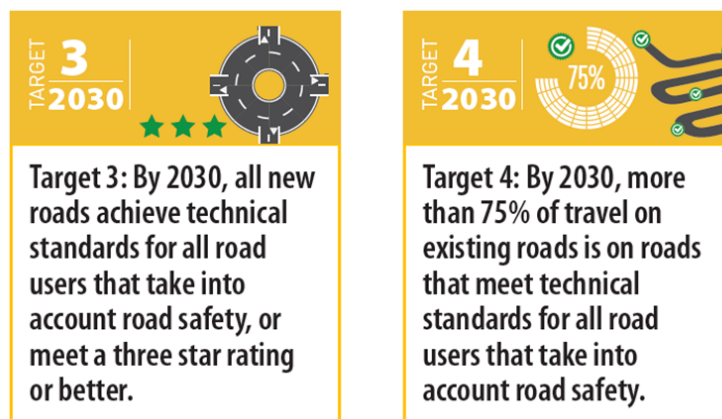 TARGET
3
2030
Target 3: By 2030, all new
roads achieve technical
standards for all road
users that take into
account road safety, or
meet a three star rating
or better.
TARGET
4
2030
75%
Target 4: By 2030, more
than 75% of travel on
existing roads is on roads
that meet technical
standards for all road
users that take into
account road safety.